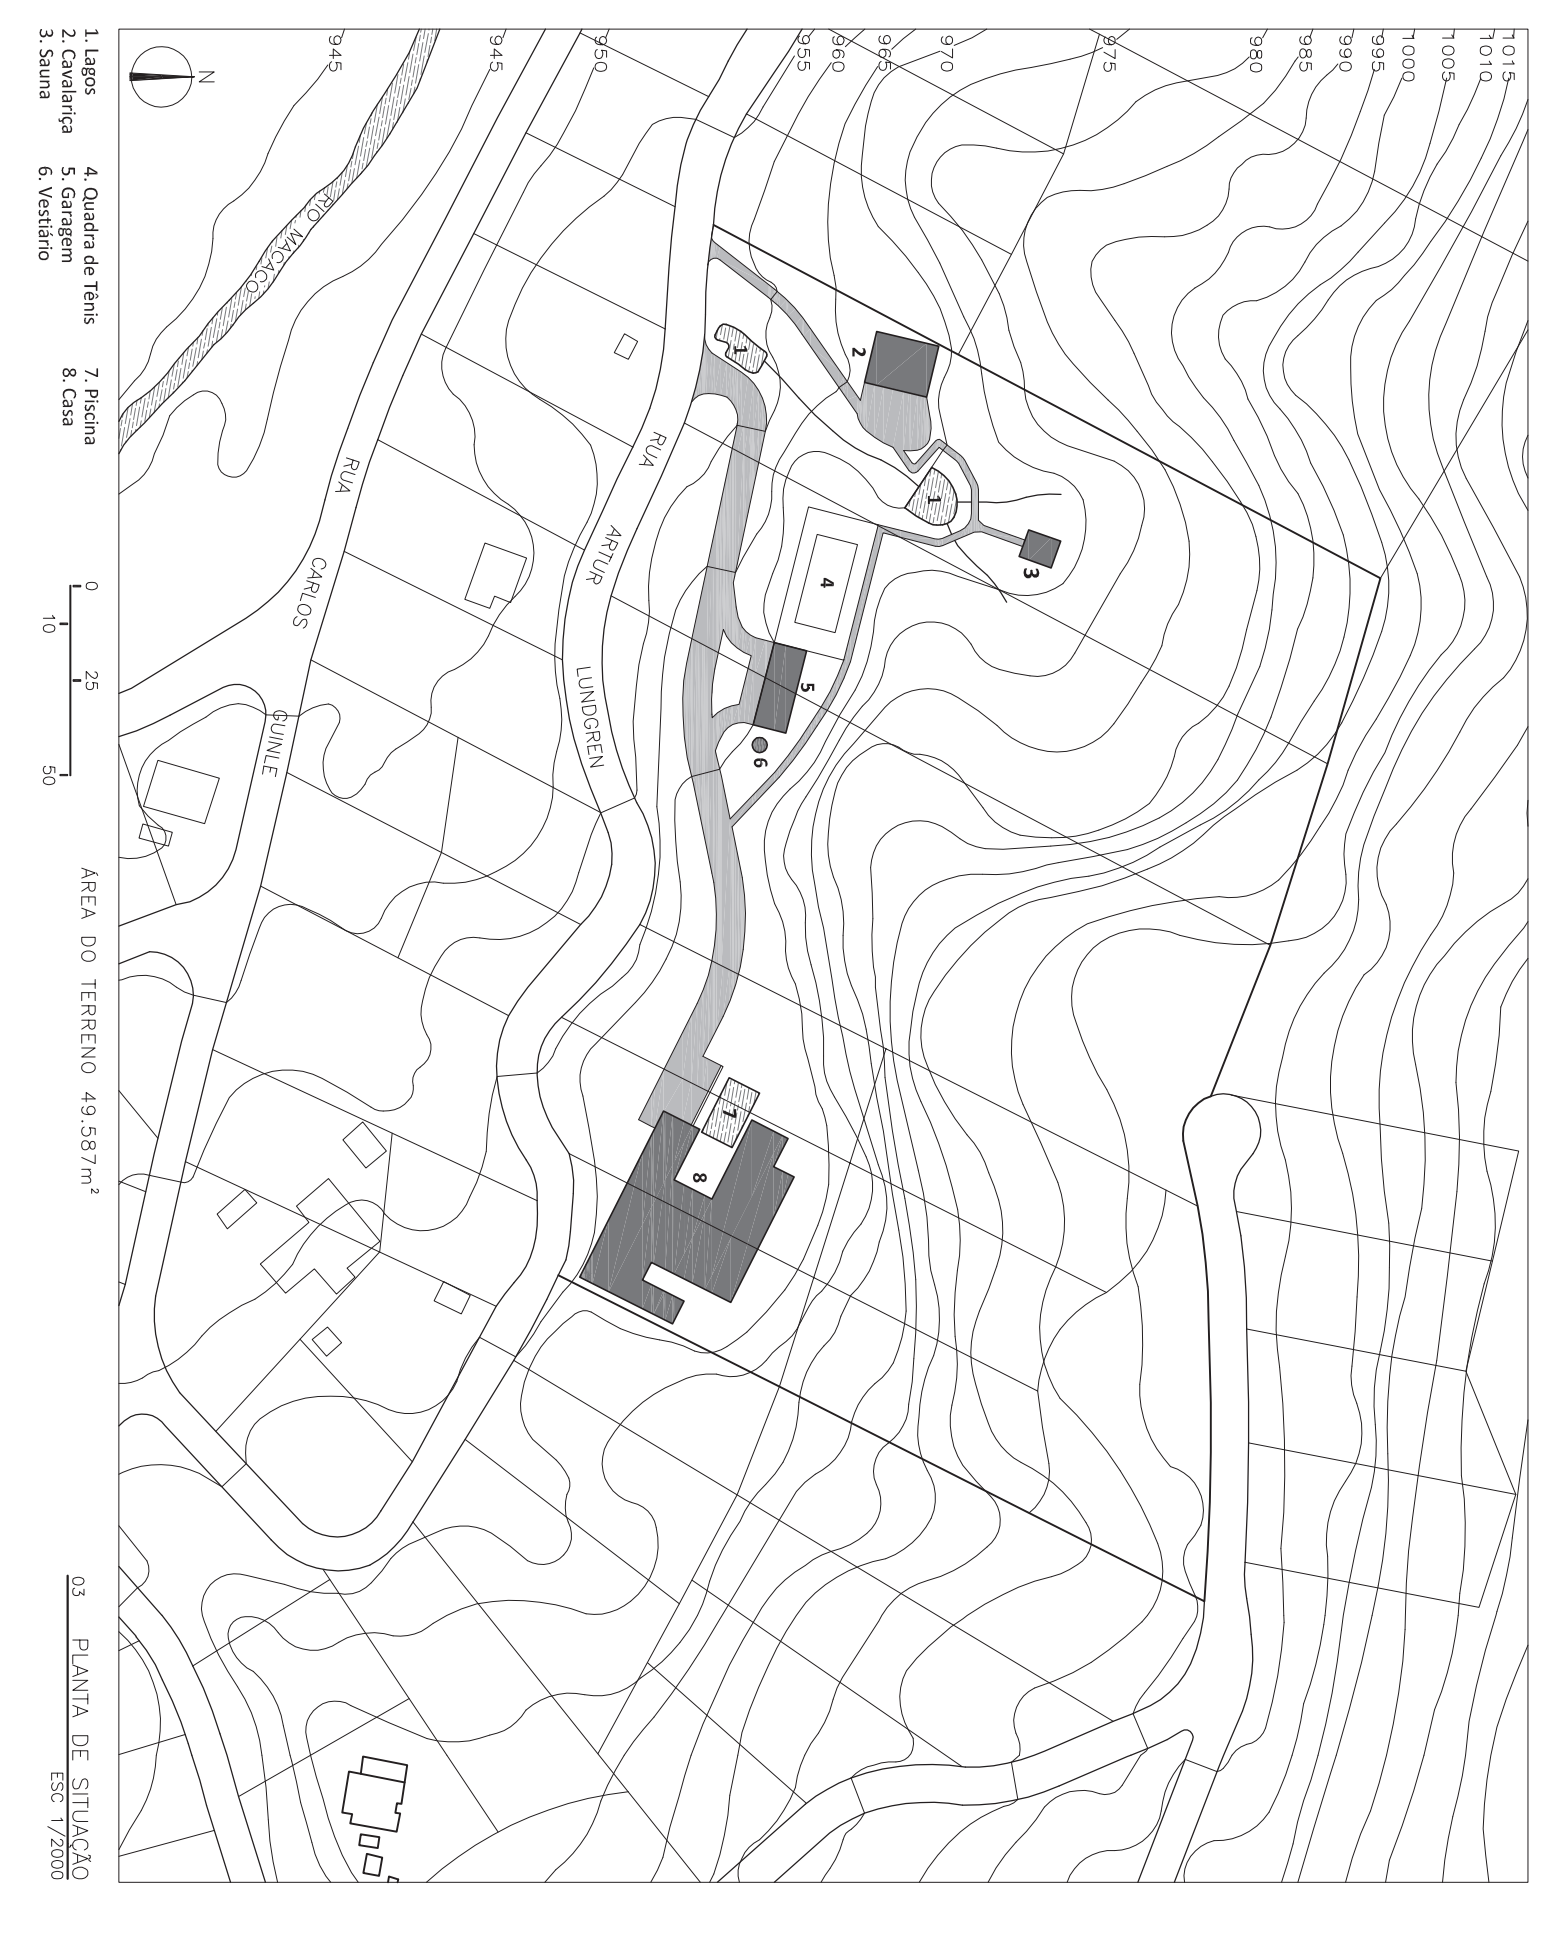 945
945
950
955
960
965
970
975
980
985
990
995
1000
1005
1010
1015
N
RIO MACACO
RUA CARLOS GUINLE
RUA ARTUR LUNDGREN
1
2
1
3
4
5
6
7
8
1. Lagos
2. Cavalariça
3. Sauna
4. Quadra de Tênis
5. Garagem
6. Vestiário
7. Piscina
8. Casa
0 10 25 50
ÁREA DO TERRENO 49.587m²
03 PLANTA DE SITUAÇÃO
ESC 1/2000